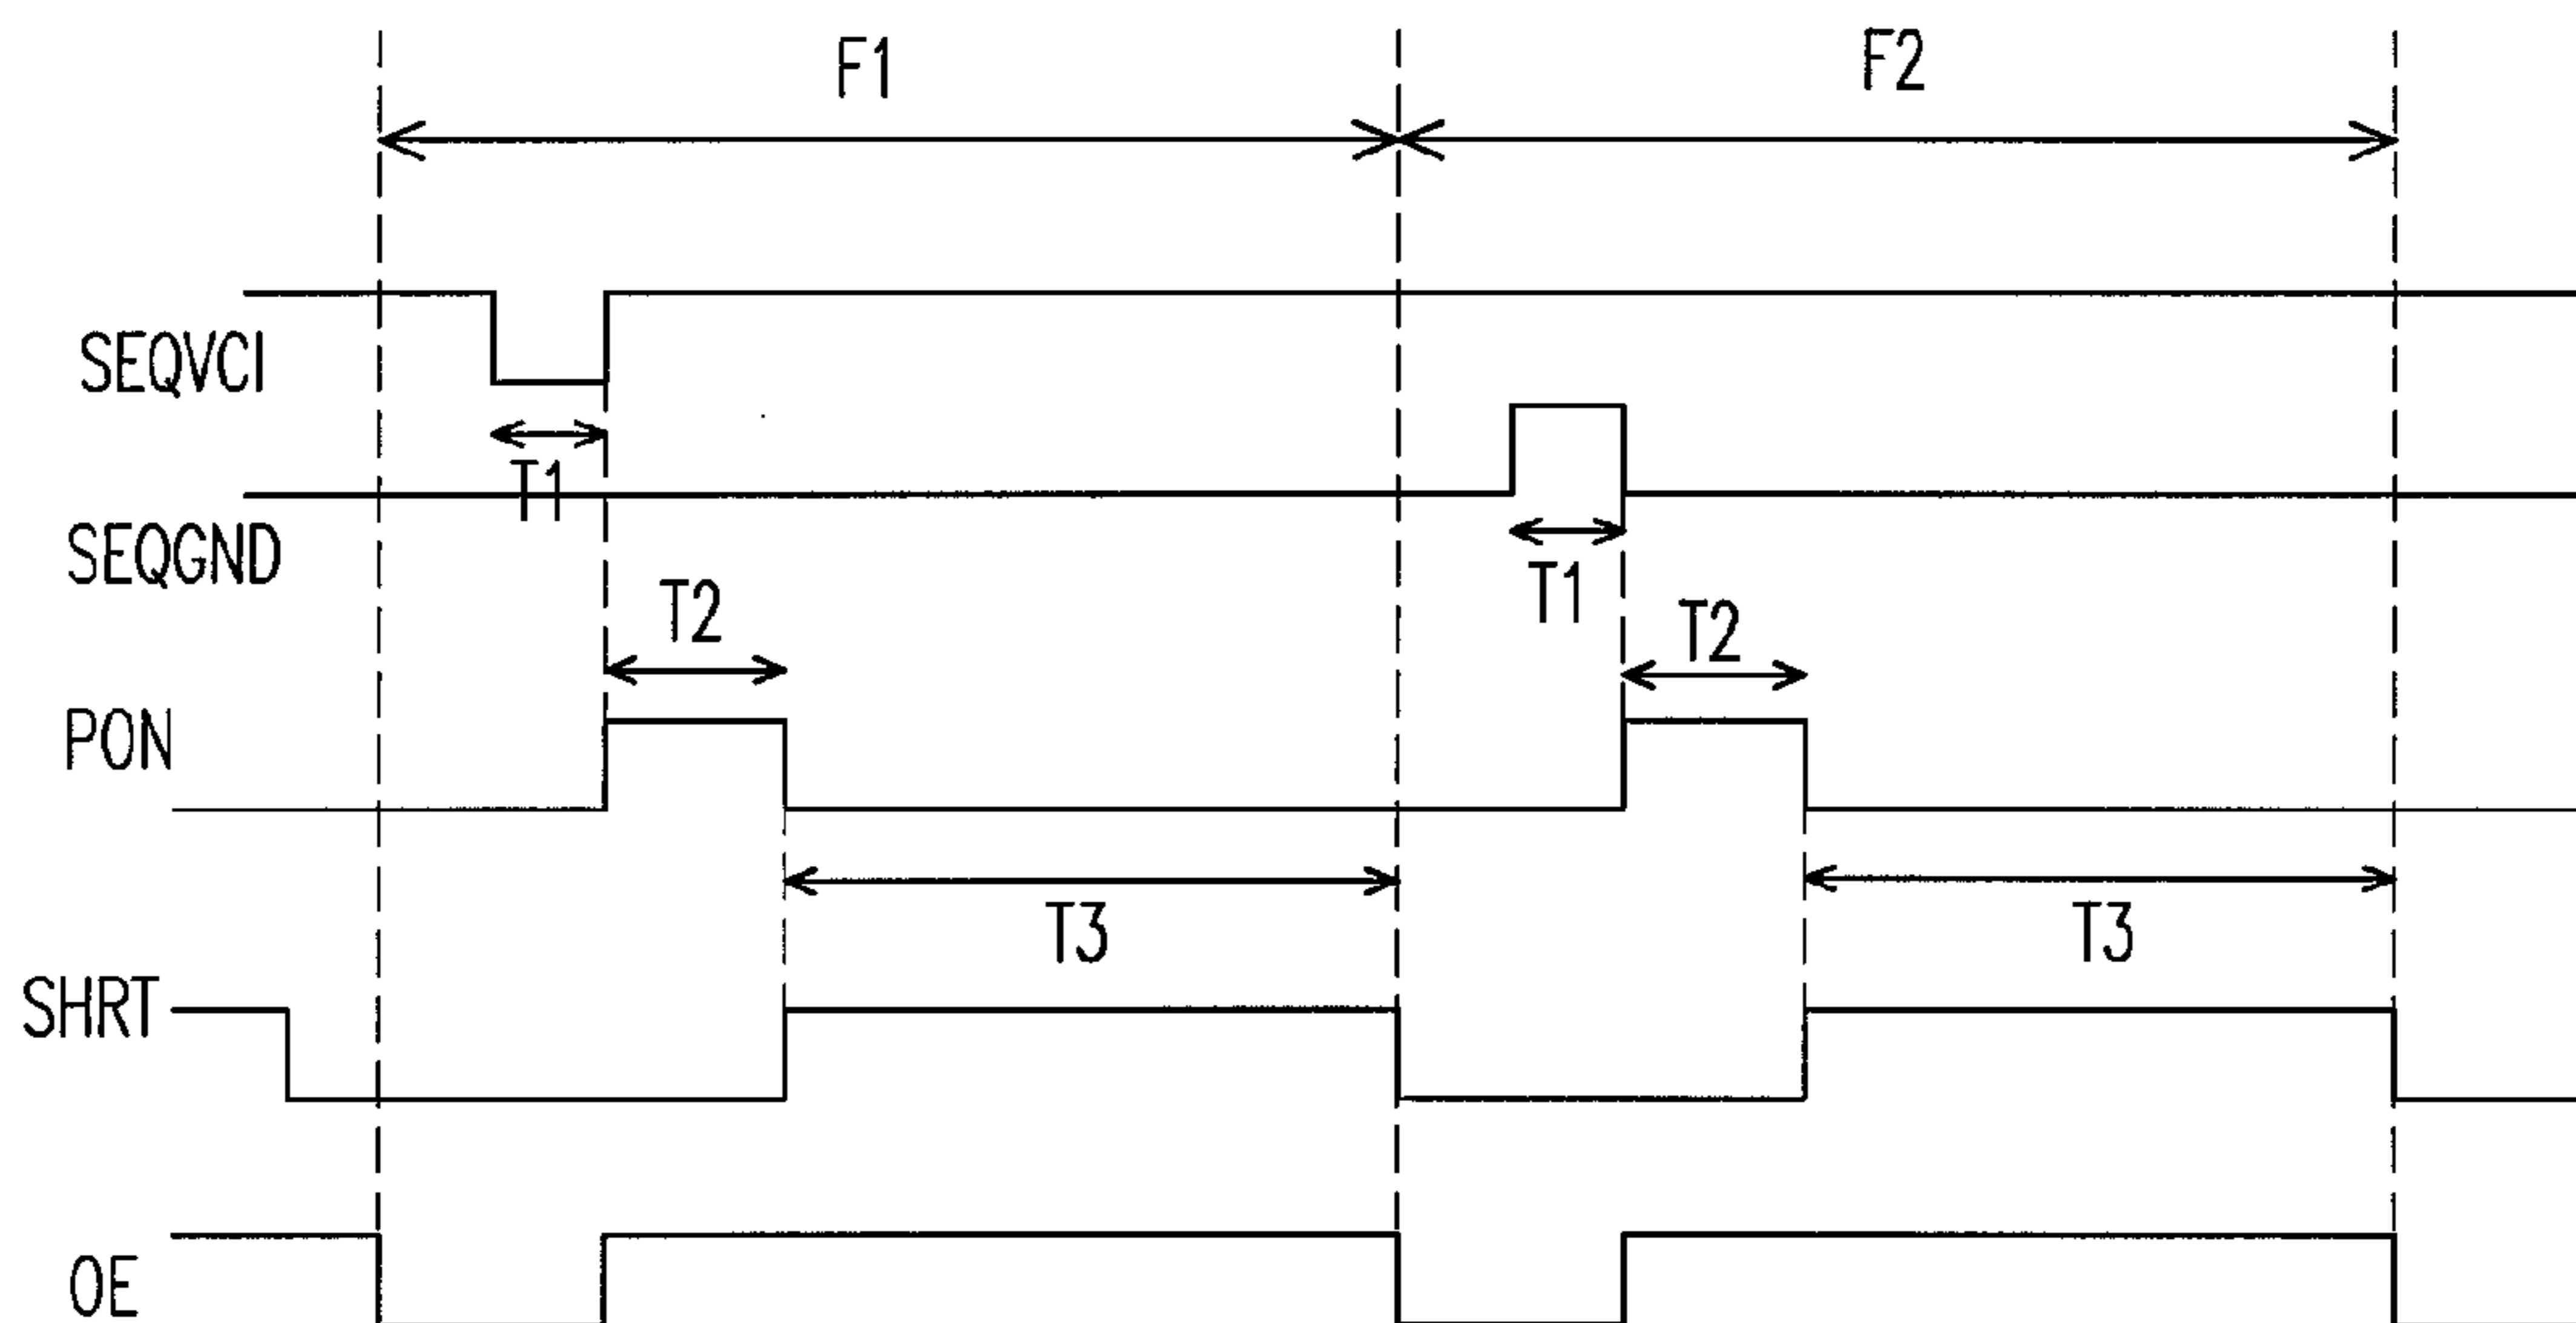 F1 F2
SEQVCI
T1
SEQGND
T1
T2 T2
PON
T3 T3
SHRT
OE